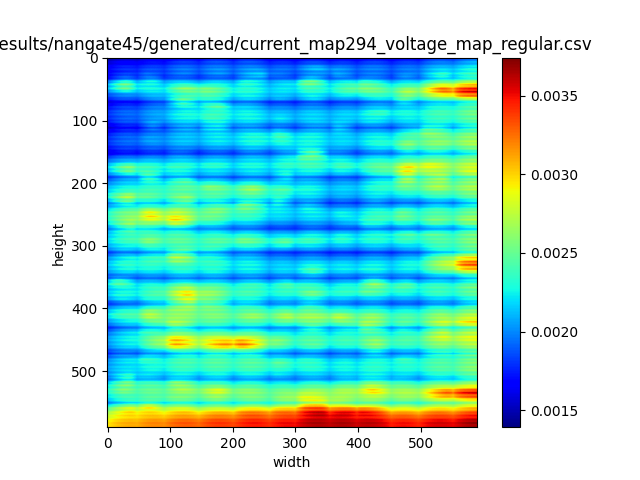 esults/nangate45/generated/current_map294_voltage_map_regular.csv
0
100
200
300
400
500
height
0 100 200 300 400 500
width
0.0035
0.0030
0.0025
0.0020
0.0015